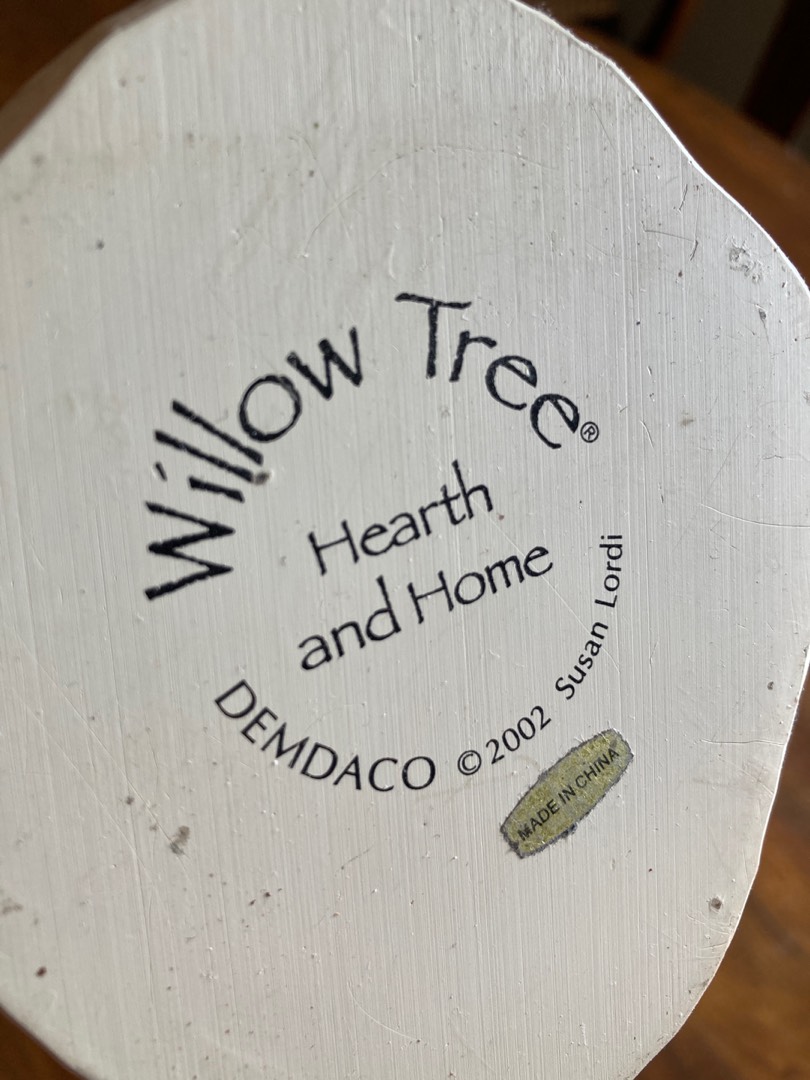 Willow Tree®
Hearth
and Home
DEMDACO © 2002 Susan Lordi
MADE IN CHINA